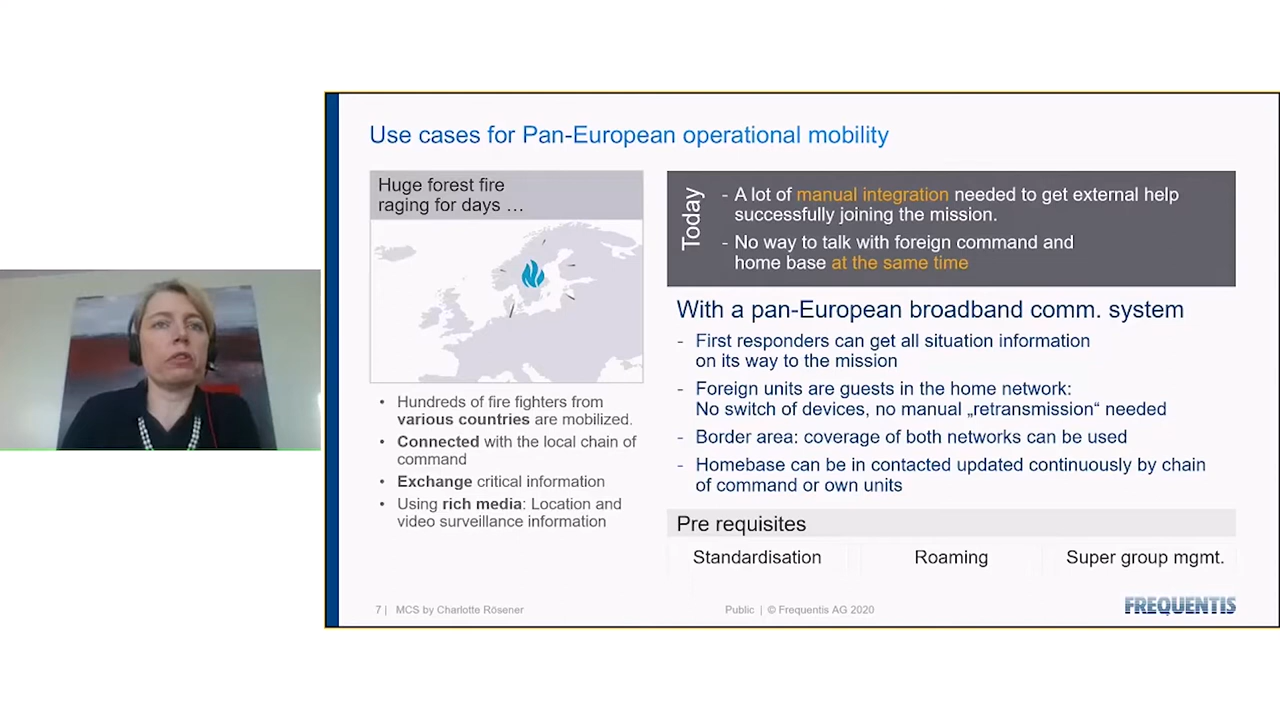 Use cases for Pan-European operational mobility
Huge forest fire
raging for days …
• Hundreds of fire fighters from
various countries are mobilized.
• Connected with the local chain of
command
• Exchange critical information
• Using rich media: Location and
video surveillance information
Today
- A lot of manual integration needed to get external help
successfully joining the mission.
- No way to talk with foreign command and
home base at the same time
With a pan-European broadband comm. system
- First responders can get all situation information
on its way to the mission
- Foreign units are guests in the home network:
No switch of devices, no manual „retransmission“ needed
- Border area: coverage of both networks can be used
- Homebase can be in contacted updated continuously by chain
of command or own units
Pre requisites
Standardisation
Roaming
Super group mgmt.
7 | MCS by Charlotte Rösener
Public | © Frequentis AG 2020
FREQUENTIS